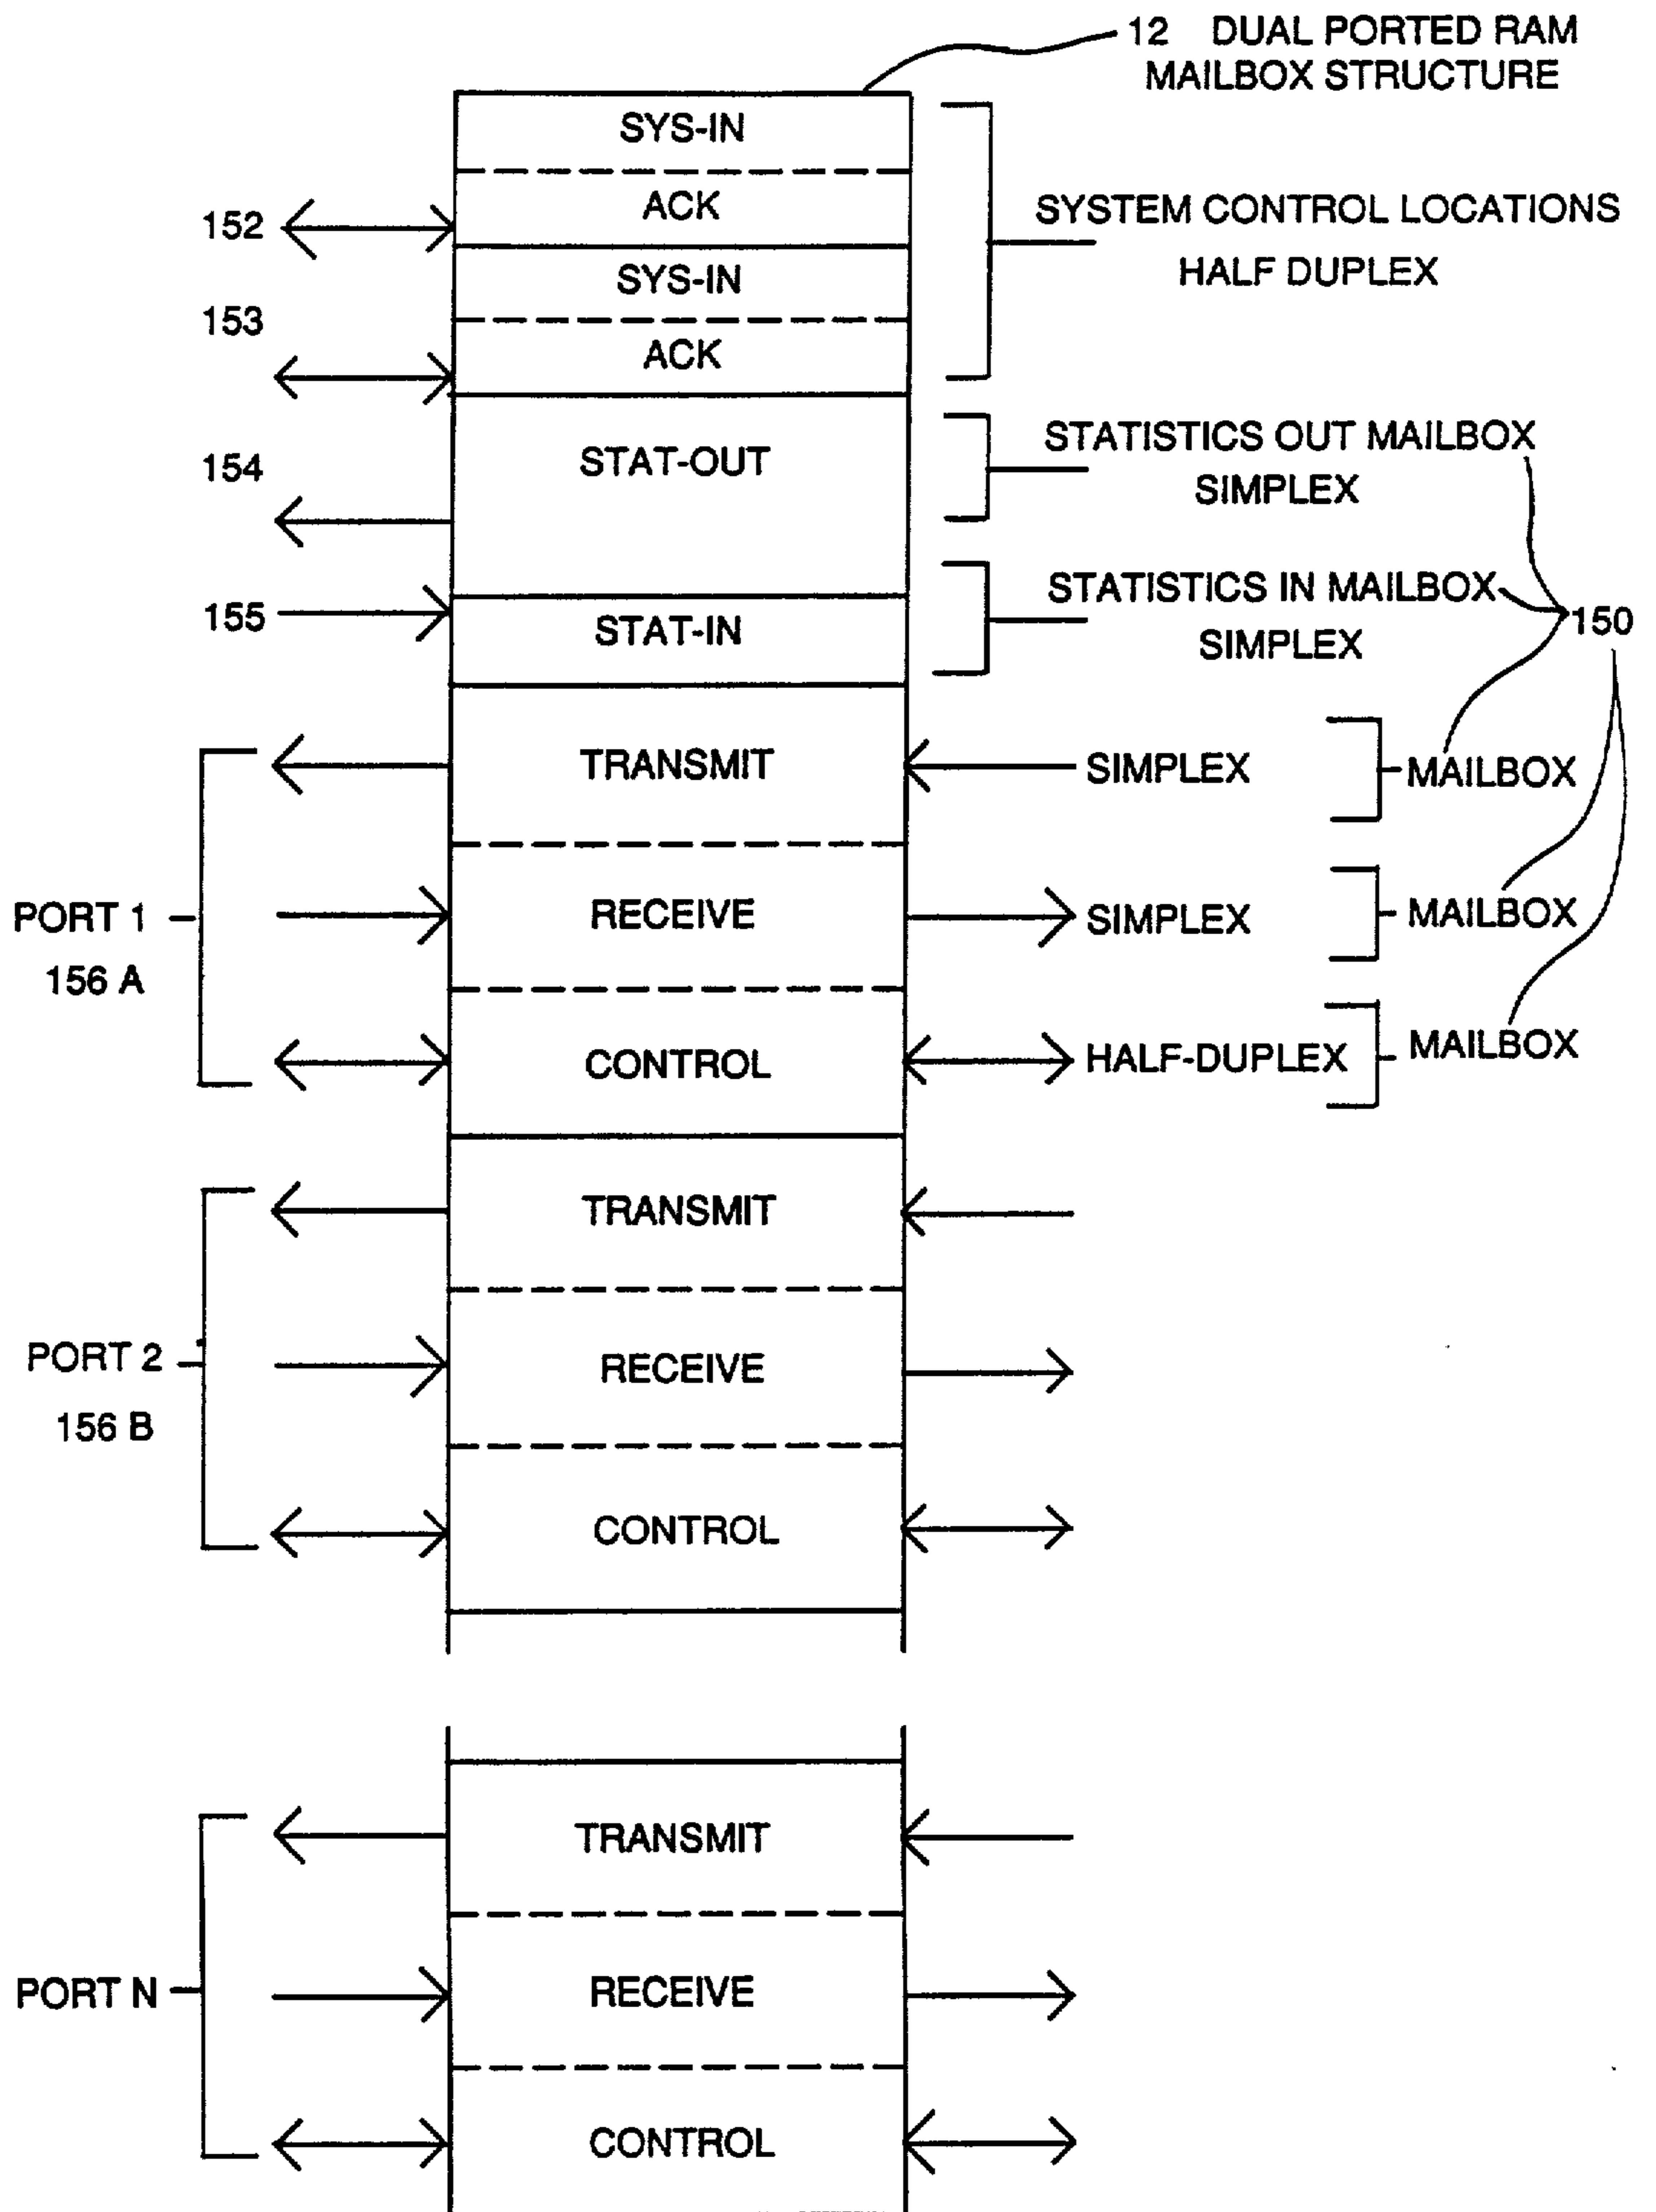 12 DUAL PORTED RAM
MAILBOX STRUCTURE
SYS-IN
ACK
152
SYSTEM CONTROL LOCATIONS
HALF DUPLEX
SYS-IN
153
ACK
154
STAT-OUT
STATISTICS OUT MAILBOX
SIMPLEX
155
STAT-IN
STATISTICS IN MAILBOX
SIMPLEX
150
TRANSMIT
SIMPLEX
MAILBOX
PORT 1
156 A
RECEIVE
SIMPLEX
MAILBOX
CONTROL
HALF-DUPLEX
MAILBOX
TRANSMIT
PORT 2
156 B
RECEIVE
CONTROL
TRANSMIT
PORT N
RECEIVE
CONTROL